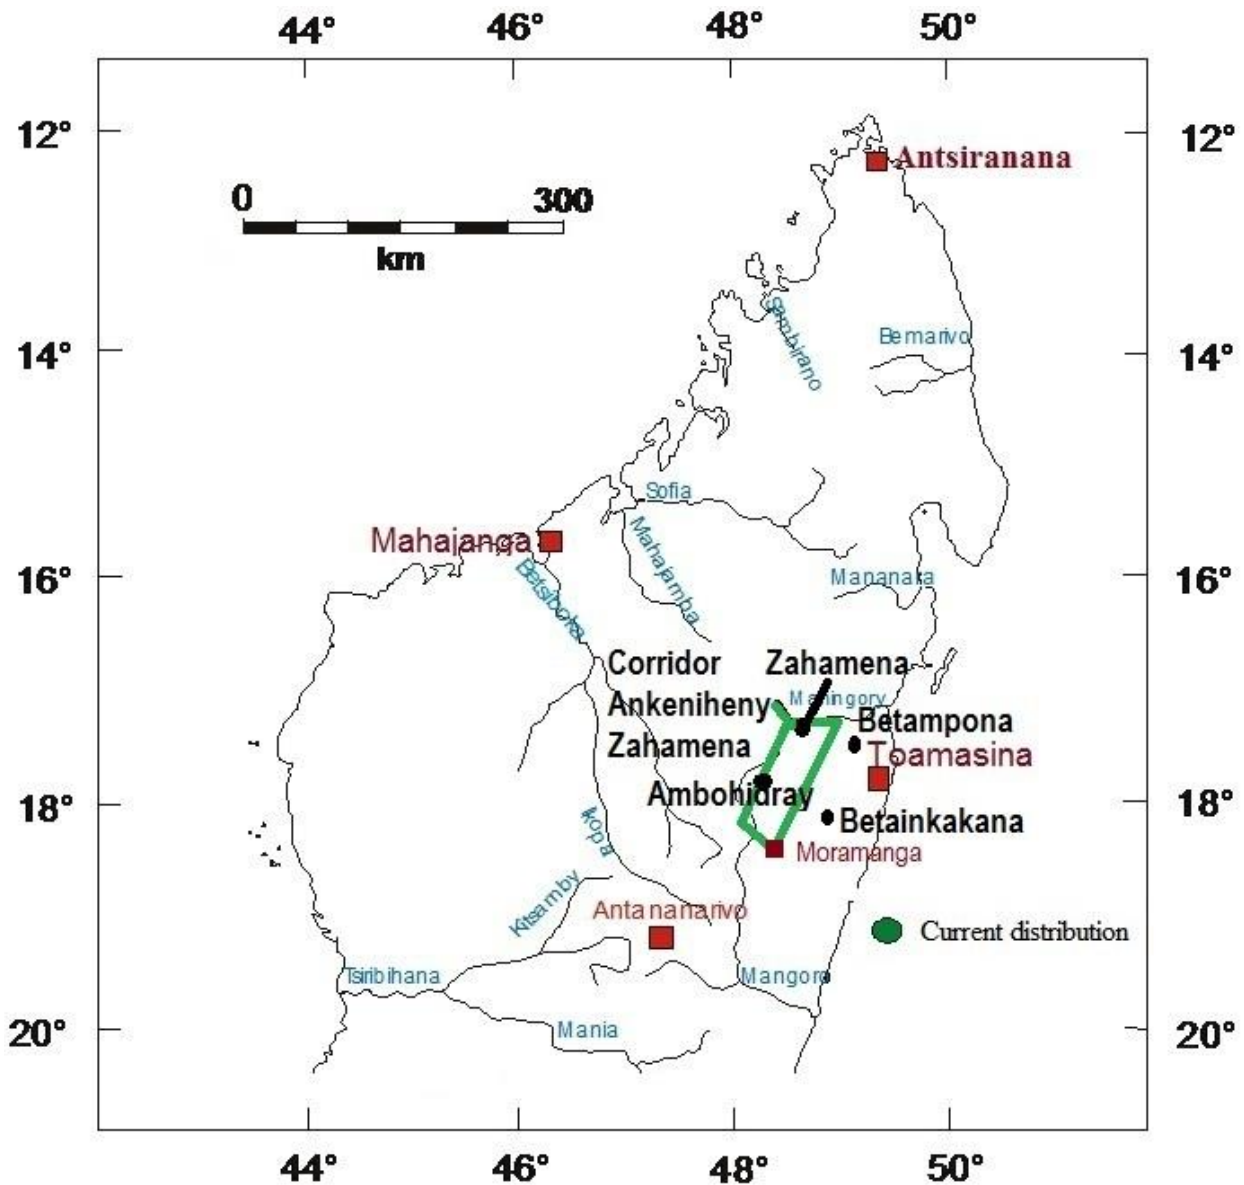 44° 46° 48° 50°
12° 12°
Antsiranana
0 300
km
Sambirano
Bemarivo
14° 14°
Sofia
Mahajanga
Mahajamba
Betsiboka
16° 16°
Mananara
Corridor
Zahamena
Ankeniheny
Maningory
Betampona
Zahamena
Toamasina
Ambohidray
18° 18°
Betainkakana
Ikopa
Moramanga
Kitsamby
Antananarivo
Current distribution
Tsiribihana
Mangoro
Mania
20° 20°
44° 46° 48° 50°